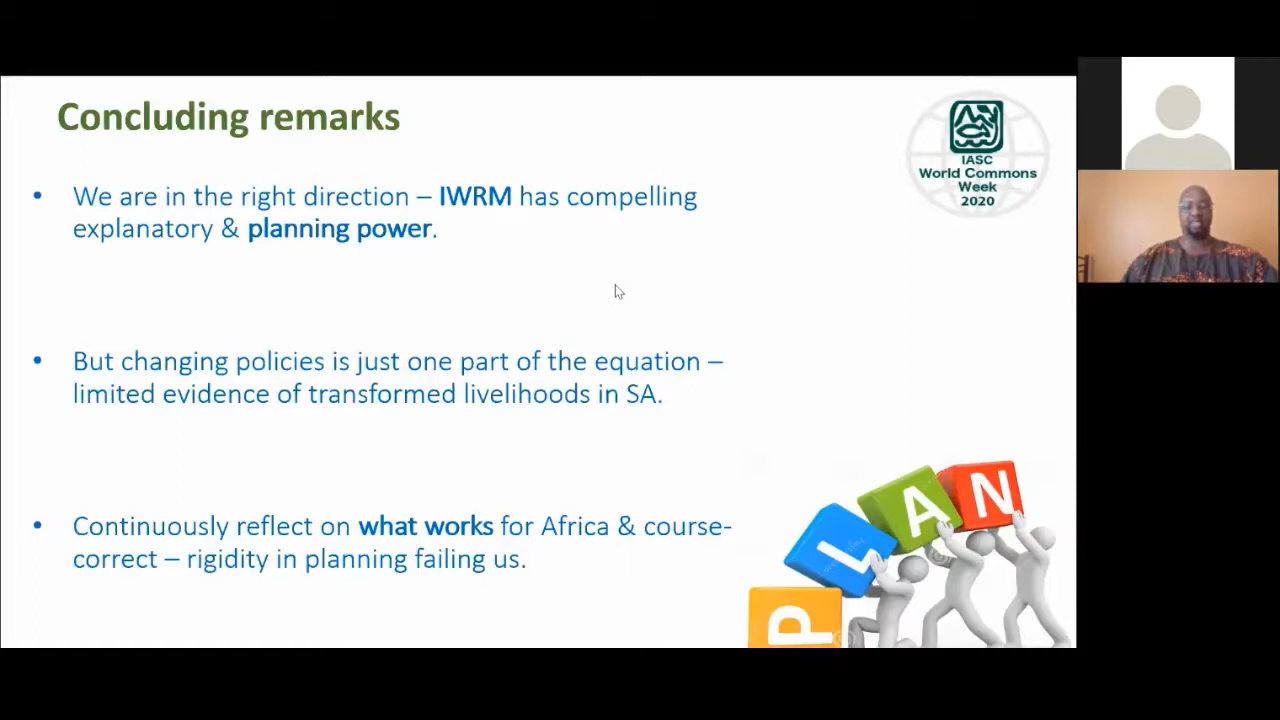 Concluding remarks
IASC
World Commons
Week
2020
• We are in the right direction – IWRM has compelling
explanatory & planning power.
• But changing policies is just one part of the equation –
limited evidence of transformed livelihoods in SA.
• Continuously reflect on what works for Africa & course-
correct – rigidity in planning failing us.
P
L
A
N